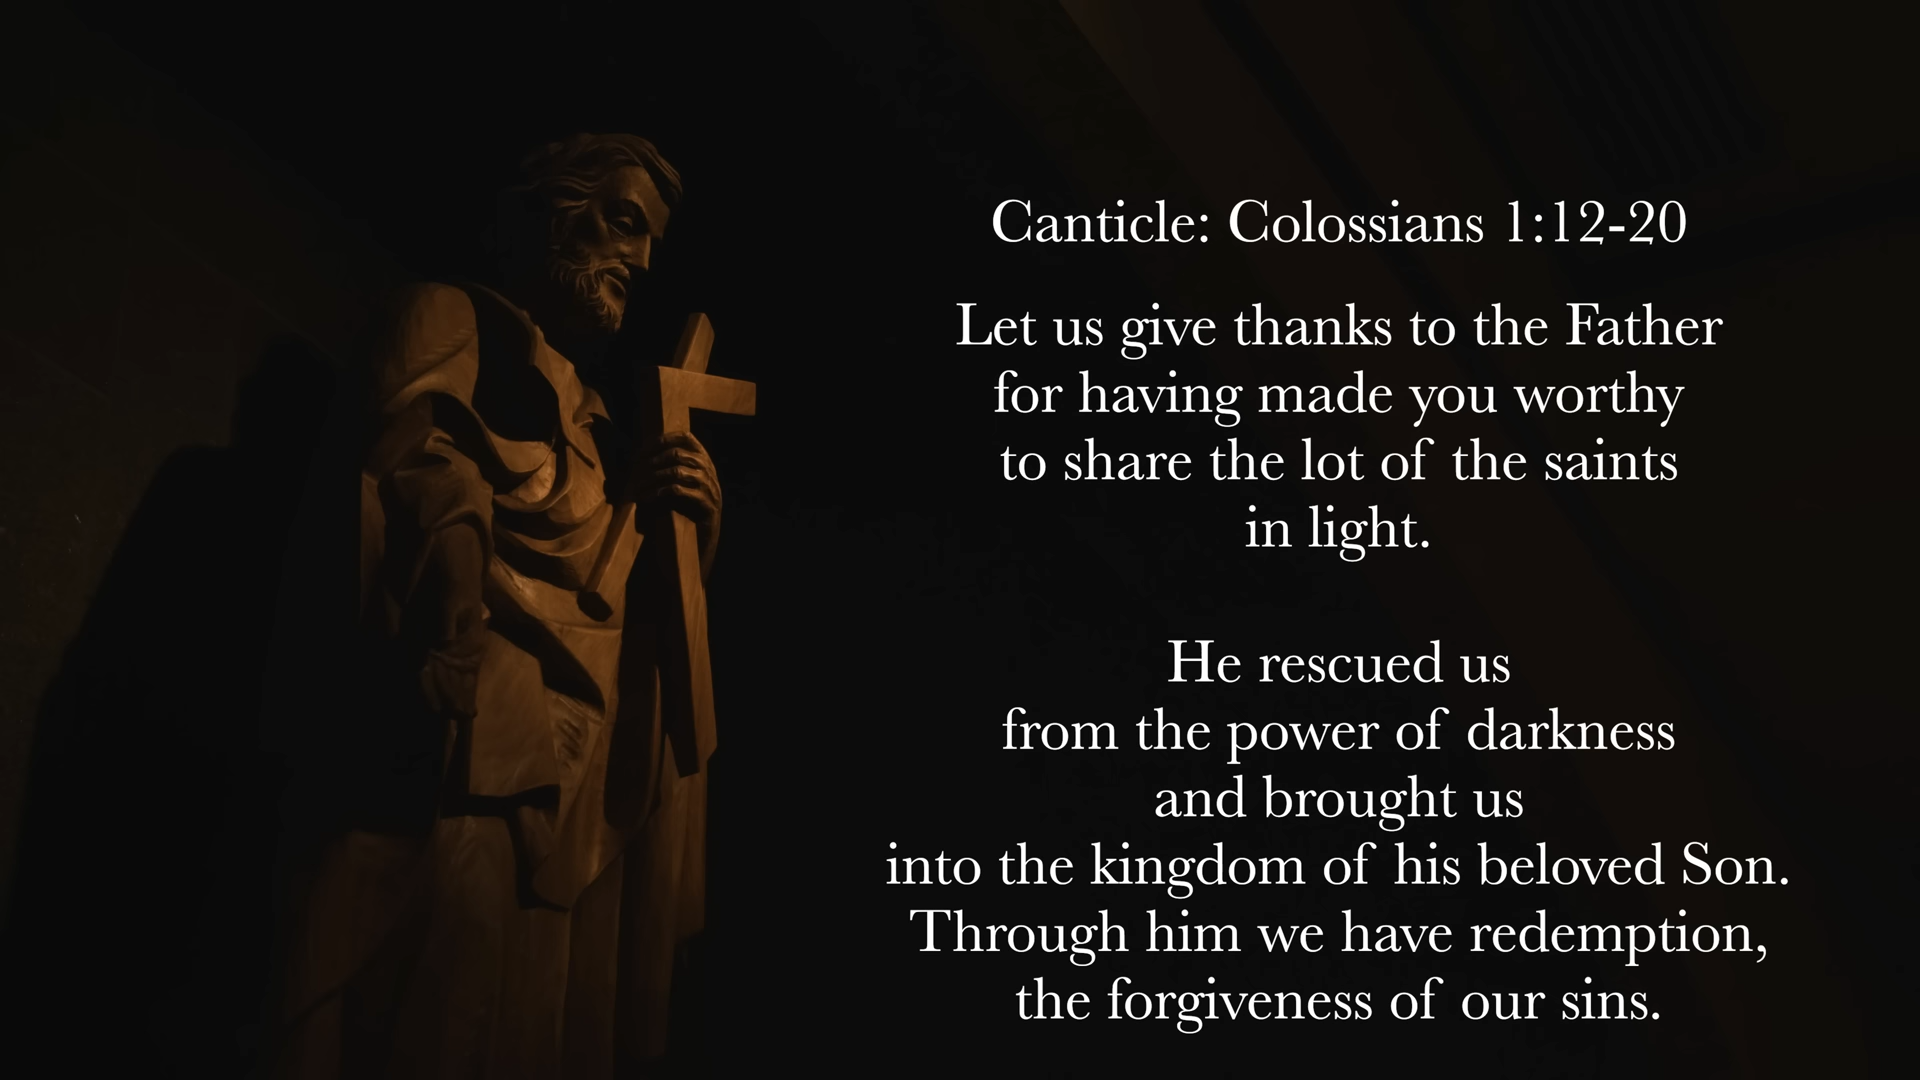 Canticle: Colossians 1:12-20
Let us give thanks to the Father
for having made you worthy
to share the lot of the saints
in light.
He rescued us
from the power of darkness
and brought us
into the kingdom of his beloved Son.
Through him we have redemption,
the forgiveness of our sins.